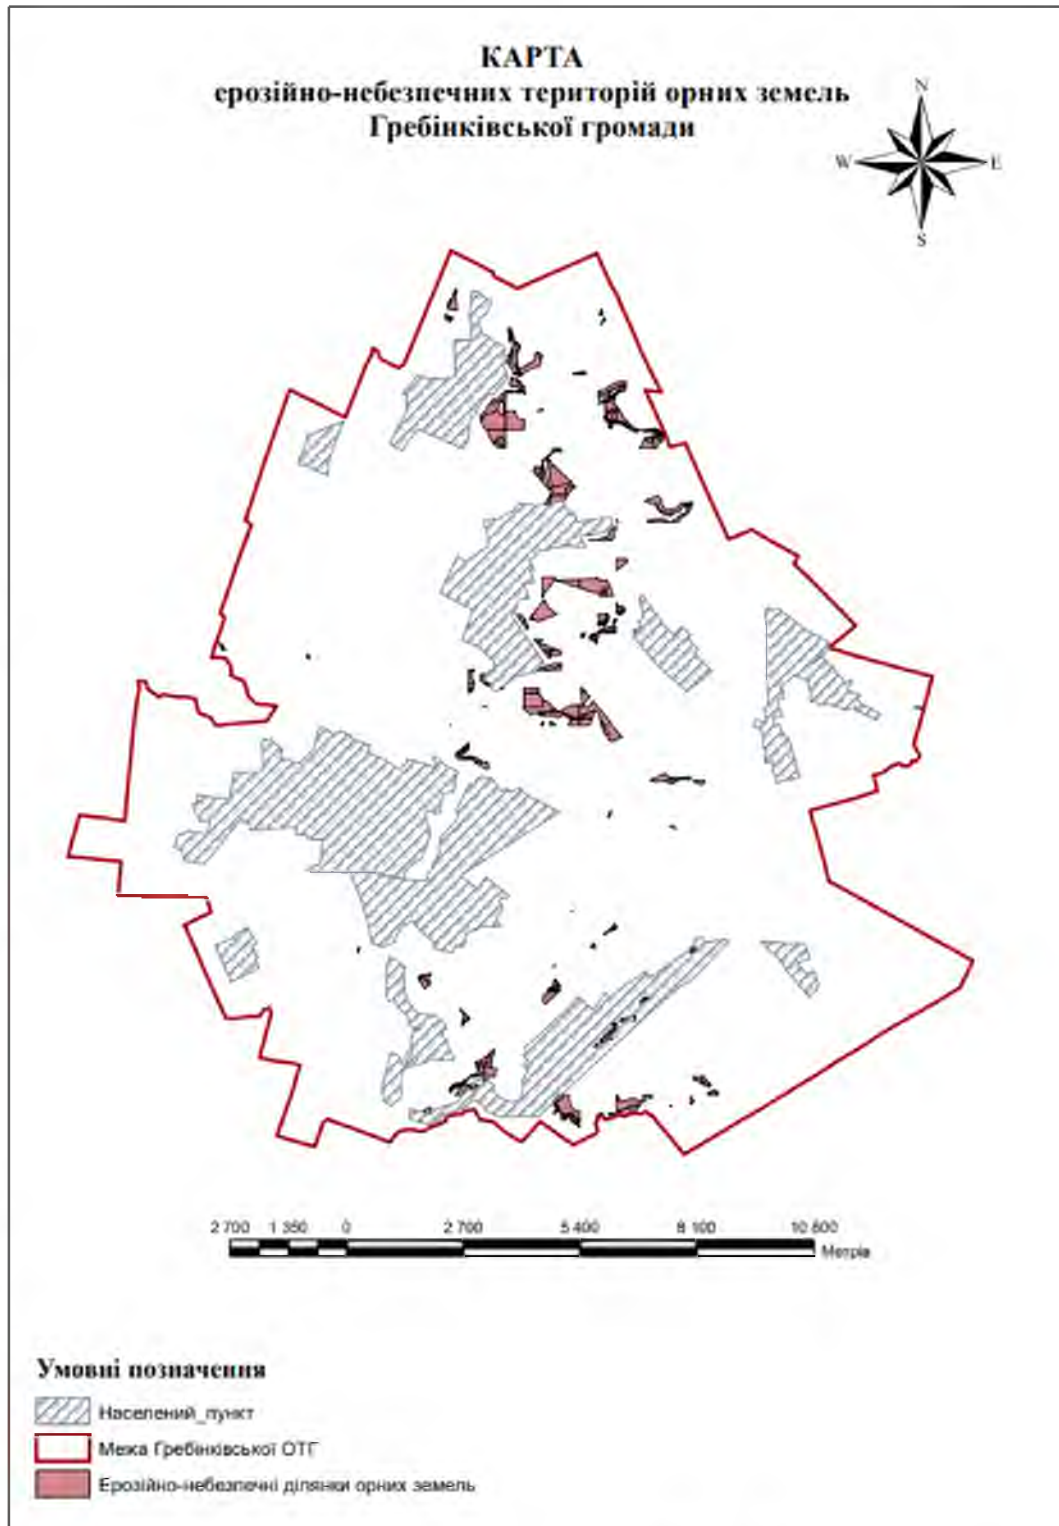 КАРТА
ерозійно-небезпечних територій орних земель
Гребінківської громади
N
W E
S
2 700 1 350 0 2 700 5 400 8 100 10 800
Метрів
Умовні позначення
Населений_пункт
Межа Гребінківської ОТГ
Ерозійно-небезпечні ділянки орних земель